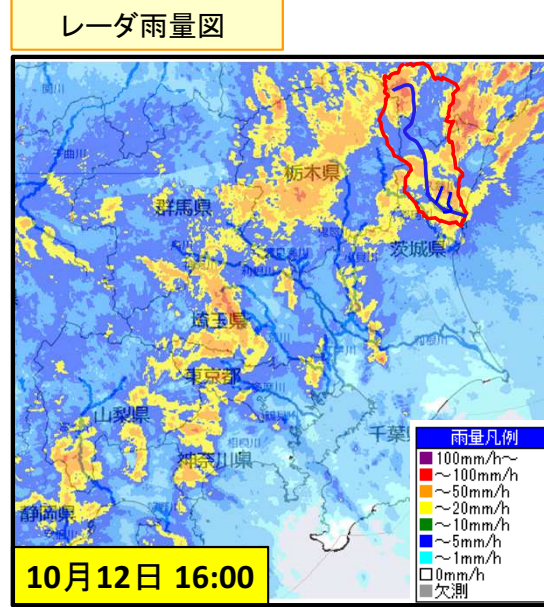 レーダ雨量図
栃木県
群馬県
茨城県
埼玉県
東京都
山梨県
千葉
神奈川県
静岡県
雨量凡例
100mm/h～
～100mm/h
～50mm/h
～20mm/h
～10mm/h
～5mm/h
～1mm/h
0mm/h
欠測
10月12日 16:00